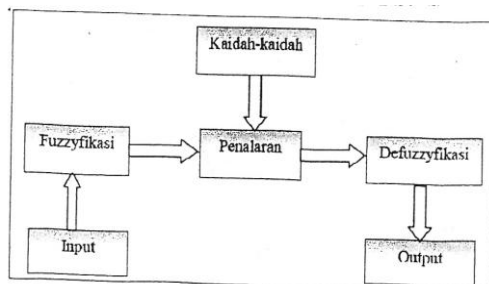 Kaidah-kaidah
Fuzzyfikasi
Penalaran
Defuzzyfikasi
Input
Output